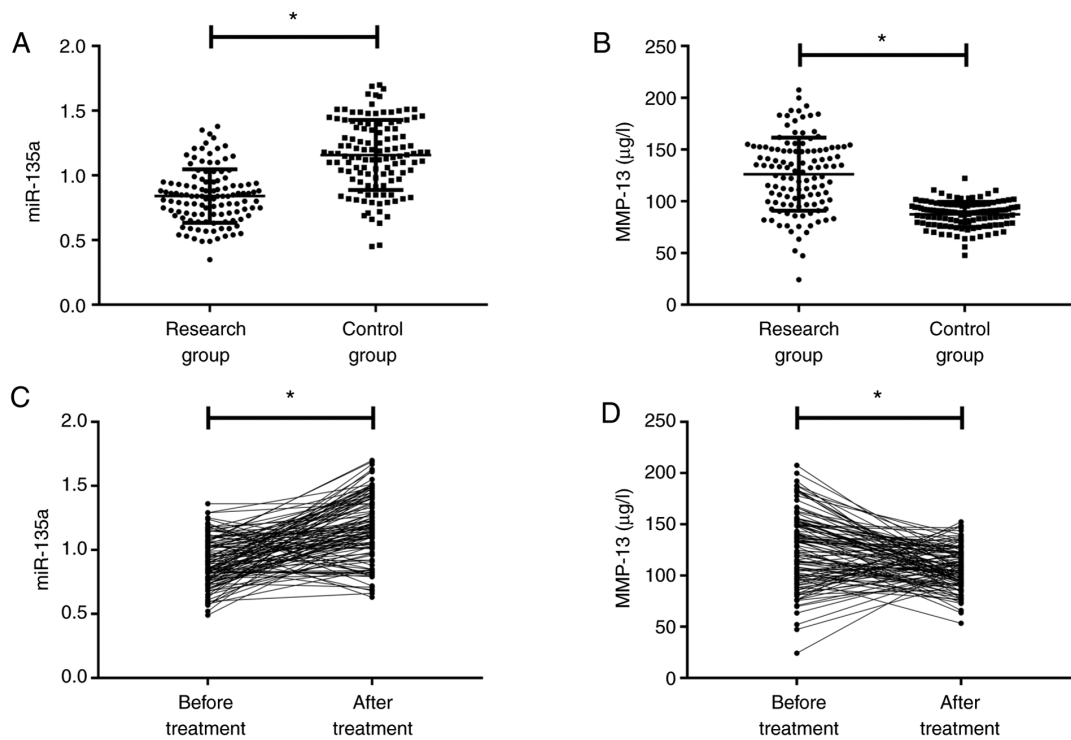 A
*
2.0
1.5
1.0
0.5
0.0
miR-135a
Research
group
Control
group
B
*
250
200
150
100
50
0
MMP-13 (µg/l)
Research
group
Control
group
C
*
2.0
1.5
1.0
0.5
0.0
miR-135a
Before
treatment
After
treatment
D
*
250
200
150
100
50
0
MMP-13 (µg/l)
Before
treatment
After
treatment